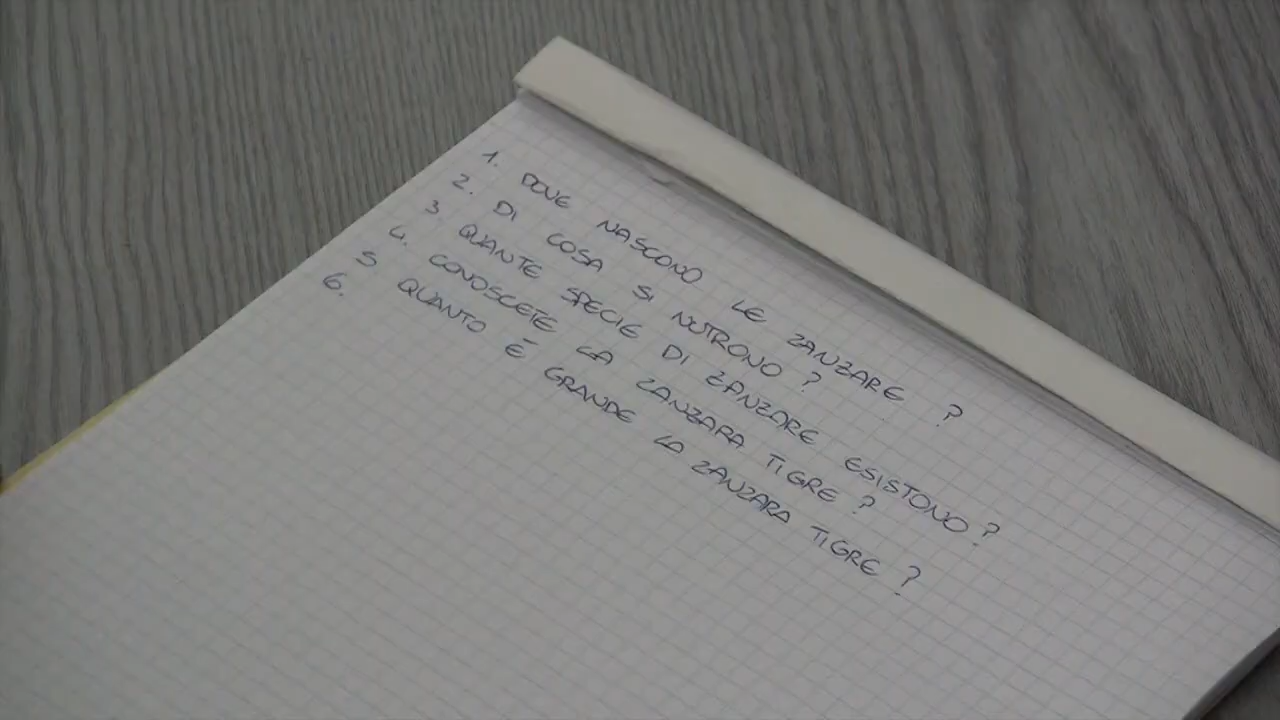 1. DOVE NASCONO LE ZANZARE ?
2. DI COSA SI NUTRONO ?
3 QUANTE SPECIE DI ZANZARE ESISTONO ?
4. CONOSCETE LA ZANZARA TIGRE ?
5 QUANTO È GRANDE LA ZANZARA TIGRE ?
6.